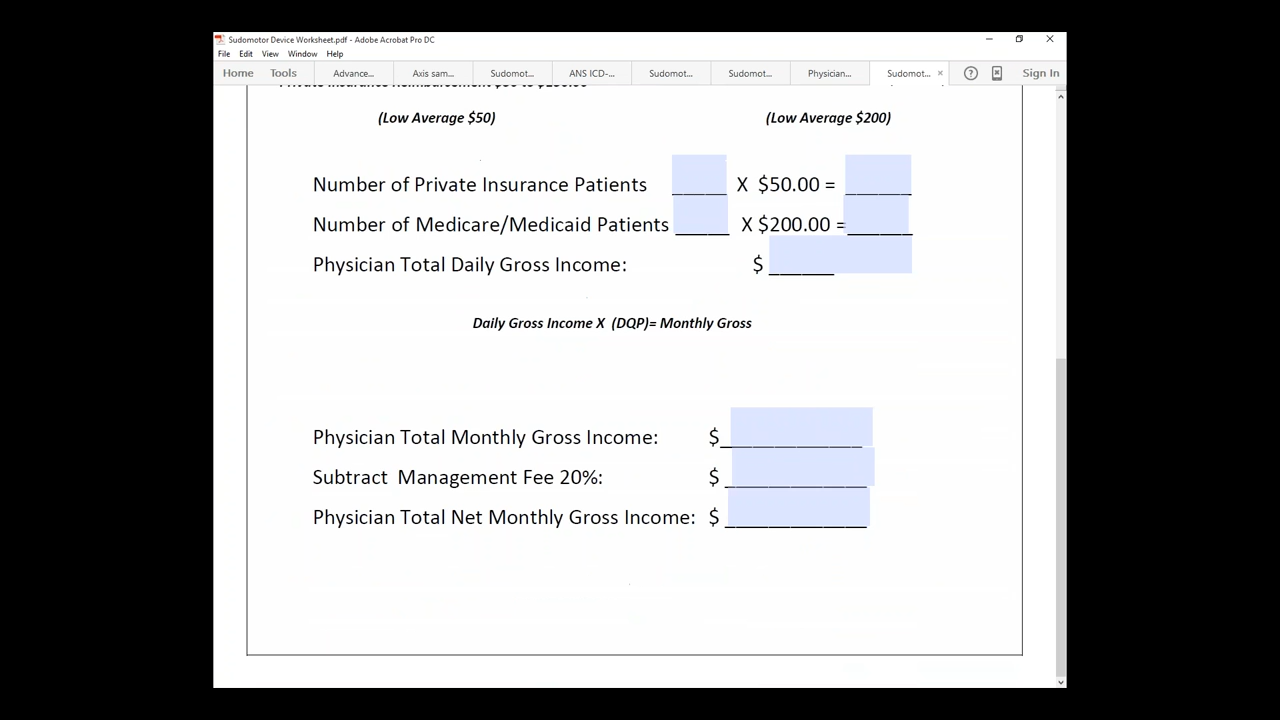 Sudomotor Device Worksheet.pdf - Adobe Acrobat Pro DC
File Edit View Window Help
Home Tools Advance... Axis sam... Sudomot... ANS ICD-... Sudomot... Sudomot... Physician... Sudomot... × ? Sign In
(Low Average $50) (Low Average $200)
Number of Private Insurance Patients _____ X $50.00 = ______
Number of Medicare/Medicaid Patients _____ X $200.00 =______
Physician Total Daily Gross Income: $ ______
Daily Gross Income X (DQP)= Monthly Gross
Physician Total Monthly Gross Income: $_____________
Subtract Management Fee 20%: $ _____________
Physician Total Net Monthly Gross Income: $ _____________